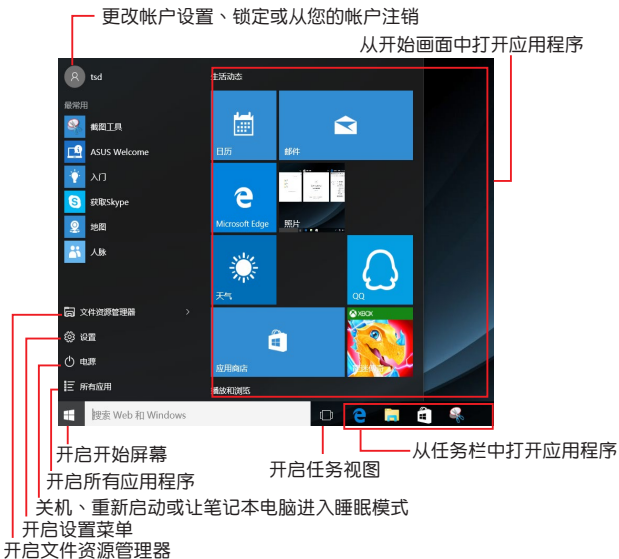 更改帐户设置、锁定或从您的帐户注销
从开始画面中打开应用程序
tsd
生活动态
最常用
截图工具
ASUS Welcome
入门
获取Skype
地图
人脉
日历
邮件
Microsoft Edge
照片
天气
QQ
XBOX
应用商店
播放和浏览
文件资源管理器
设置
电源
所有应用
搜索 Web 和 Windows
开启开始屏幕
开启任务视图
从任务栏中打开应用程序
开启所有应用程序
关机、重新启动或让笔记本电脑进入睡眠模式
开启设置菜单
开启文件资源管理器